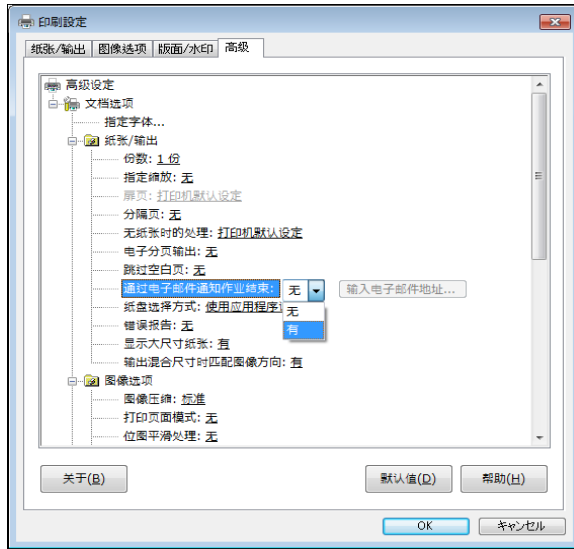 印刷設定
纸张/输出 图像选项 版面/水印 高级
高级设定
文档选项
指定字体...
纸张/输出
份数: 1 份
指定缩放: 无
扉页: 打印机默认设定
分隔页: 无
无纸张时的处理: 打印机默认设定
电子分页输出: 无
跳过空白页: 无
通过电子邮件通知作业结束: 无 输入电子邮件地址...
纸盘选择方式: 使用应用程序 无
错误报告: 无 有
显示大尺寸纸张: 有
输出混合尺寸时匹配图像方向: 有
图像选项
图像压缩: 标准
打印页面模式: 无
位图平滑处理: 无
关于(B) 默认值(D) 帮助(H)
OK キャンセル